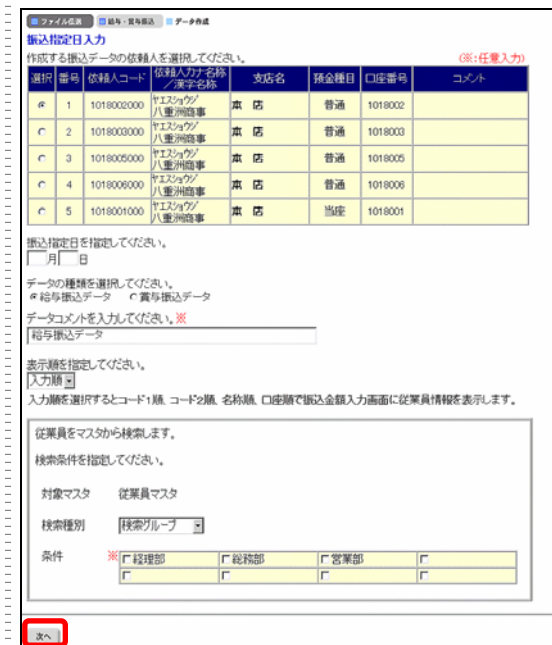 ファイル伝送 給与・賞与振込 データ作成
振込指定日入力
作成する振込データの依頼人を選択してください。 (※:任意入力)
選択 番号 依頼人コード 依頼人カナ名称／漢字名称 支店名 預金種目 口座番号 コメント
1 1018002000 ﾔｴｽｼｮｳｼﾞ 八重洲商事 本 店 普通 1018002
2 1018003000 ﾔｴｽｼｮｳｼﾞ 八重洲商事 本 店 普通 1018003
3 1018005000 ﾔｴｽｼｮｳｼﾞ 八重洲商事 本 店 普通 1018005
4 1018006000 ﾔｴｽｼｮｳｼﾞ 八重洲商事 本 店 普通 1018006
5 1018001000 ﾔｴｽｼｮｳｼﾞ 八重洲商事 本 店 当座 1018001
振込指定日を指定してください。
月 日
データの種類を選択してください。
給与振込データ 賞与振込データ
データコメントを入力してください。※
給与振込データ
表示順を指定してください。
入力順
入力順を選択するとコード1順、コード2順、名称順、口座順で振込金額入力画面に従業員情報を表示します。
従業員をマスタから検索します。
検索条件を指定してください。
対象マスタ 従業員マスタ
検索種別 検索グループ
条件 ※ 経理部 総務部 営業部
次へ